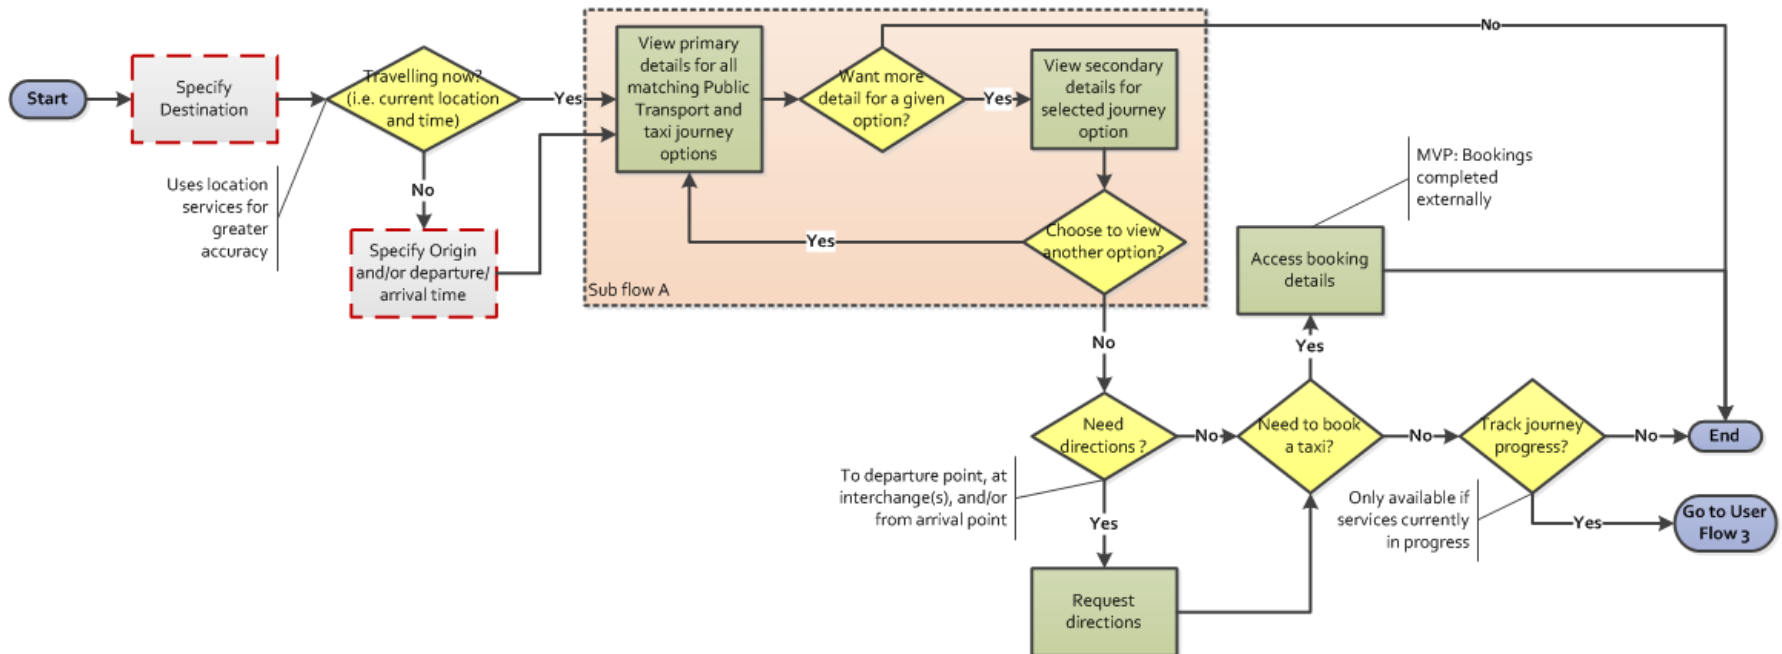 Start
Specify
Destination
Travelling now?
(i.e. current location
and time)
Uses location
services for
greater
accuracy
Yes
No
Specify Origin
and/or departure/
arrival time
View primary
details for all
matching Public
Transport and
taxi journey
options
Want more
detail for a given
option?
No
Yes
View secondary
details for
selected journey
option
Choose to view
another option?
Yes
Sub flow A
No
Need
directions ?
To departure point, at
interchange(s), and/or
from arrival point
Yes
Request
directions
No
Need to book
a taxi?
Yes
Access booking
details
MVP: Bookings
completed
externally
No
Track journey
progress?
Only available if
services currently
in progress
No
End
Yes
Go to User
Flow 3